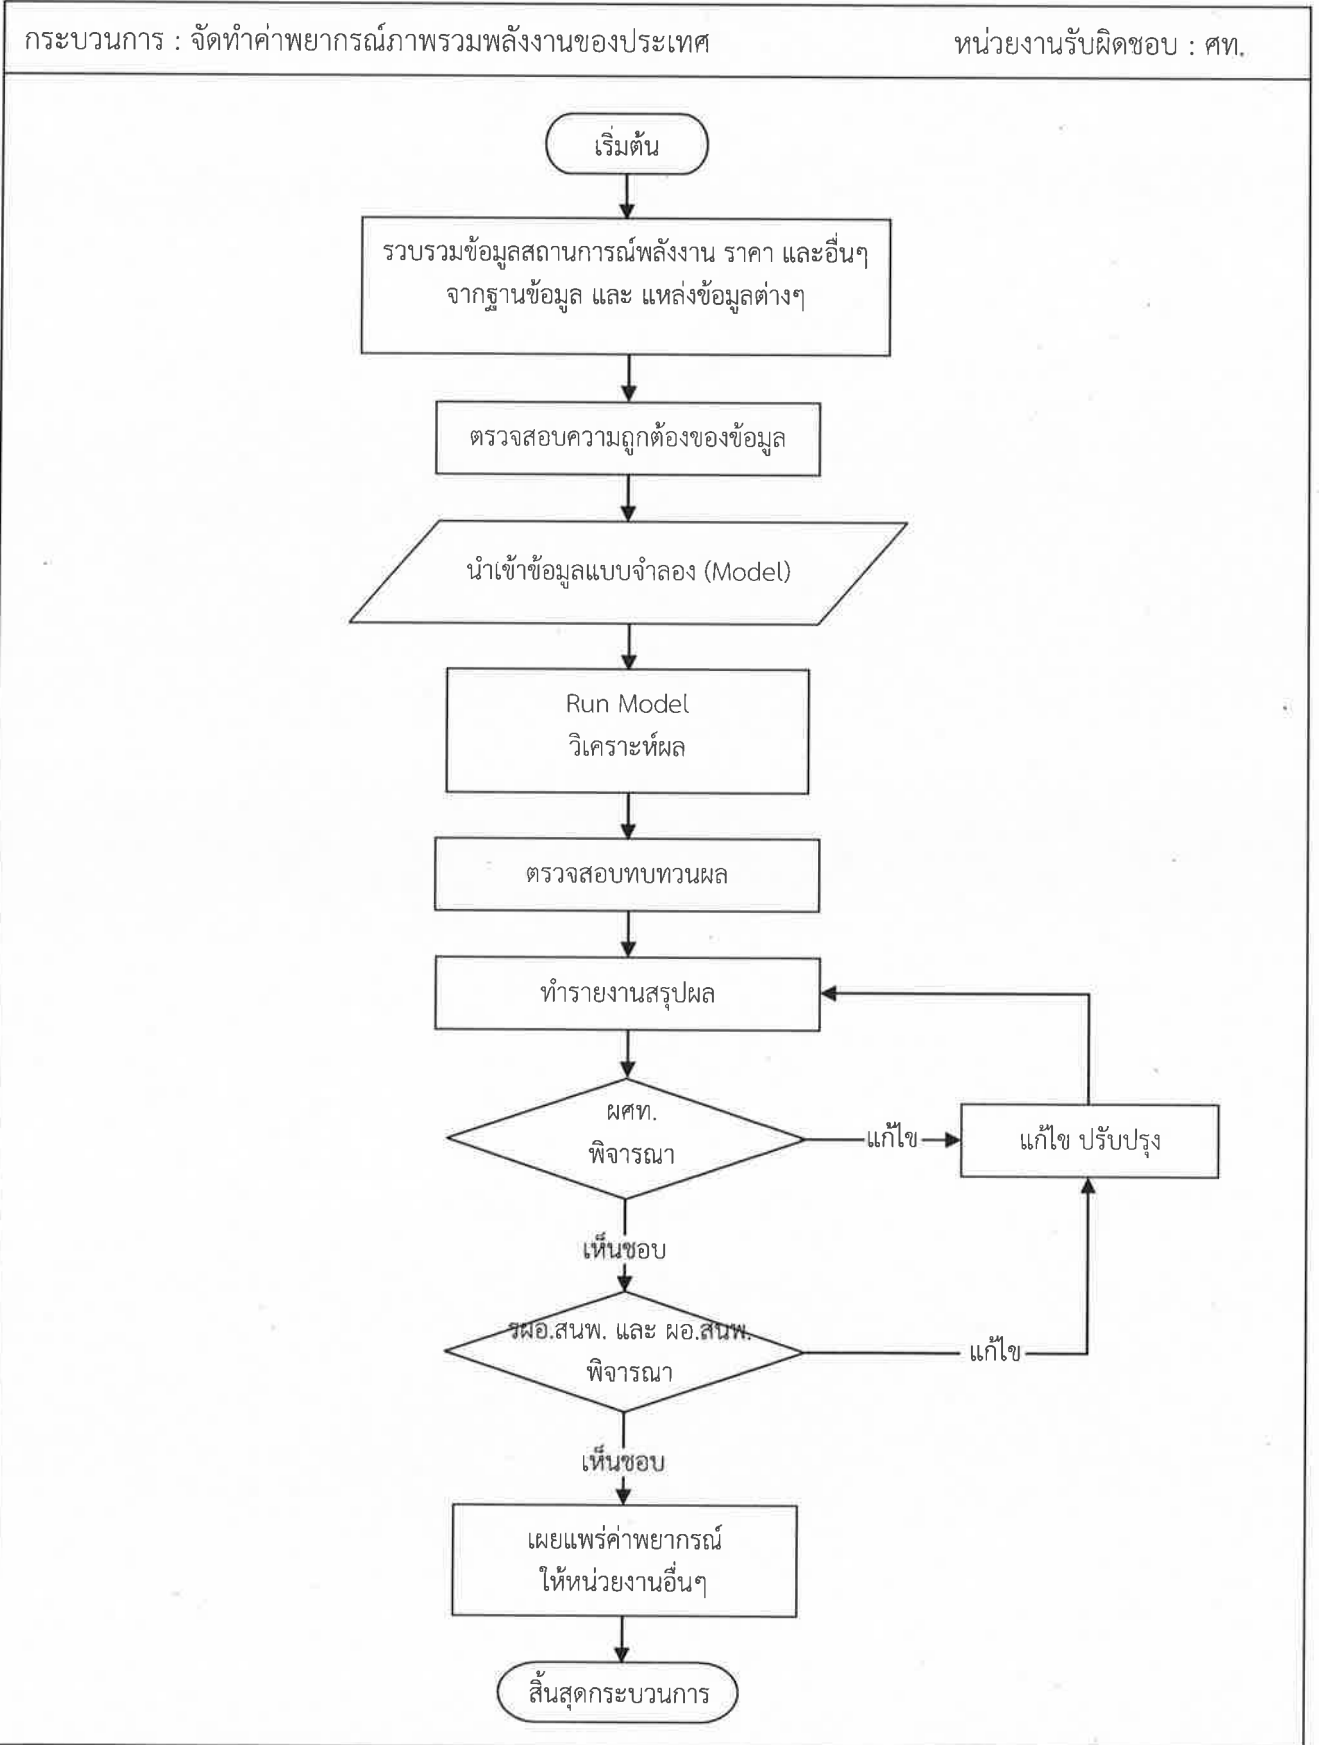 กระบวนการ : จัดทำค่าพยากรณ์ภาพรวมพลังงานของประเทศ หน่วยงานรับผิดชอบ : ศท.
เริ่มต้น
รวบรวมข้อมูลสถานการณ์พลังงาน ราคา และอื่นๆ
จากฐานข้อมูล และ แหล่งข้อมูลต่างๆ
ตรวจสอบความถูกต้องของข้อมูล
นำเข้าข้อมูลแบบจำลอง (Model)
Run Model
วิเคราะห์ผล
ตรวจสอบทบทวนผล
ทำรายงานสรุปผล
ผศท.
พิจารณา
แก้ไข
แก้ไข ปรับปรุง
เห็นชอบ
รผอ.สนพ. และ ผอ.สนพ.
พิจารณา
แก้ไข
เห็นชอบ
เผยแพร่ค่าพยากรณ์
ให้หน่วยงานอื่นๆ
สิ้นสุดกระบวนการ